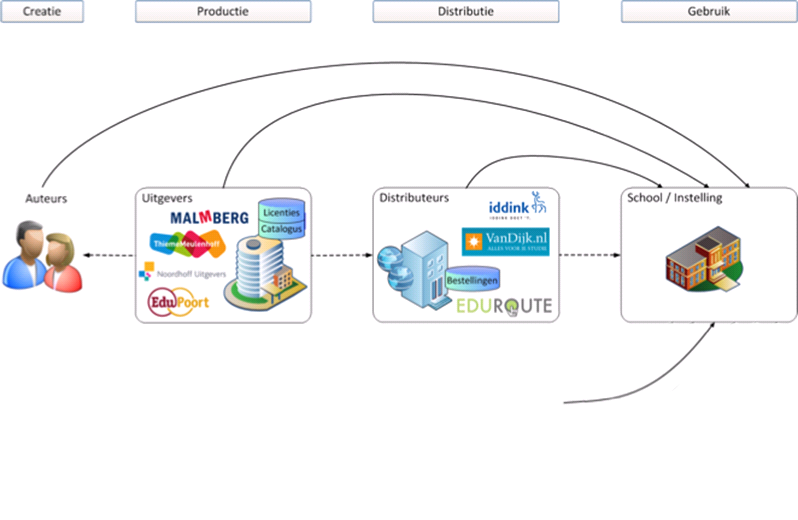 Creatie
Productie
Distributie
Gebruik
Auteurs
Uitgevers
MALMBERG
ThiemeMeulenhoff
Noordhoff Uitgevers
EduPoort
Licenties
Catalogus
Distributeurs
iddink
VanDijk.nl
ALLES VOOR JE STUDIE
Bestellingen
EDUROUTE
School / Instelling